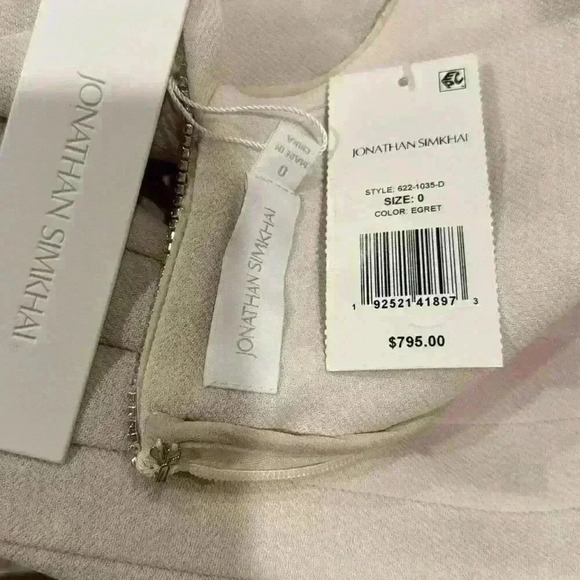 JONATHAN SIMKHAI
JONATHAN SIMKHAI
0
MADE IN
CHINA
JONATHAN SIMKHAI
STYLE: 622-1035-D
SIZE: 0
COLOR: EGRET
1 92521 41897 3
$795.00